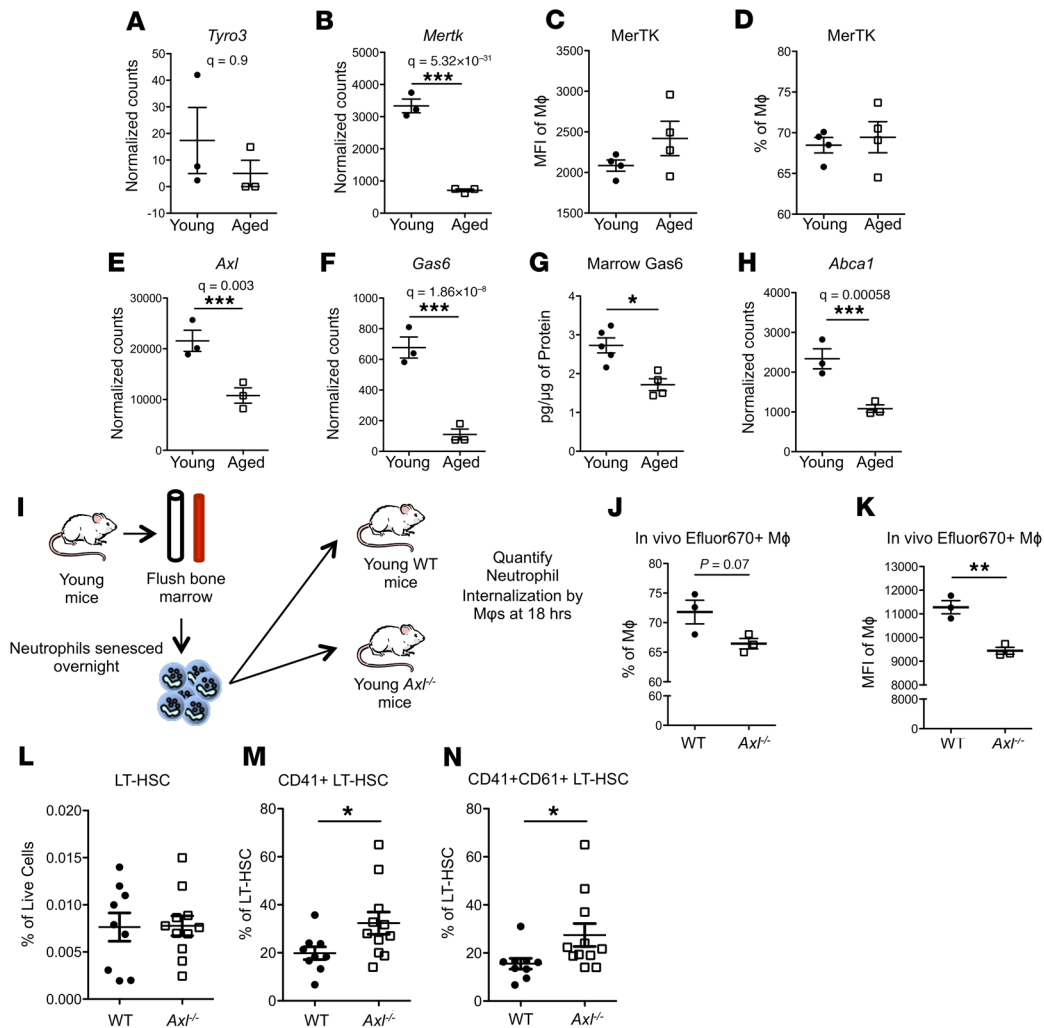 A
Tyro3
q = 0.9
Normalized counts
50
40
30
20
10
0
-10
Young Aged
B
Mertk
q = 5.32×10⁻³¹
***
Normalized counts
5000
4000
3000
2000
1000
0
Young Aged
C
MerTK
MFI of Mϕ
3500
3000
2500
2000
1500
Young Aged
D
MerTK
% of Mϕ
80
75
70
65
60
Young Aged
E
Axl
q = 0.003
***
Normalized counts
30000
20000
10000
0
Young Aged
F
Gas6
q = 1.86×10⁻⁸
***
Normalized counts
1000
800
600
400
200
0
Young Aged
G
Marrow Gas6
*
pg/µg of Protein
4
3
2
1
0
Young Aged
H
Abca1
q = 0.00058
***
Normalized counts
4000
3000
2000
1000
0
Young Aged
I
Young
mice
Flush bone
marrow
Neutrophils senesced
overnight
Young WT
mice
Young Axl⁻/⁻
mice
Quantify
Neutrophil
Internalization by
Mφs at 18 hrs
J
In vivo Efluor670+ Mϕ
P = 0.07
% of Mϕ
80
75
70
65
60
60
0
WT Axl⁻/⁻
K
In vivo Efluor670+ Mϕ
**
MFI of Mϕ
13000
12000
11000
10000
9000
8000
8000
0
WT Axl⁻/⁻
L
LT-HSC
% of Live Cells
0.020
0.015
0.010
0.005
0.000
WT Axl⁻/⁻
M
CD41+ LT-HSC
*
% of LT-HSC
80
60
40
20
0
WT Axl⁻/⁻
N
CD41+CD61+ LT-HSC
*
% of LT-HSC
80
60
40
20
0
WT Axl⁻/⁻